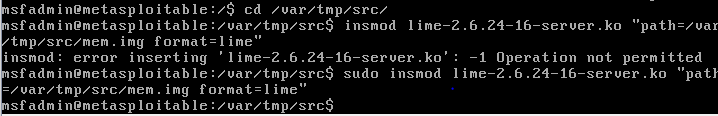 msfadmin@metasploitable:/$ cd /var/tmp/src/
msfadmin@metasploitable:/var/tmp/src$ insmod lime-2.6.24-16-server.ko "path=/var
/tmp/src/mem.img format=lime"
insmod: error inserting 'lime-2.6.24-16-server.ko': -1 Operation not permitted
msfadmin@metasploitable:/var/tmp/src$ sudo insmod lime-2.6.24-16-server.ko "path
=/var/tmp/src/mem.img format=lime"
msfadmin@metasploitable:/var/tmp/src$